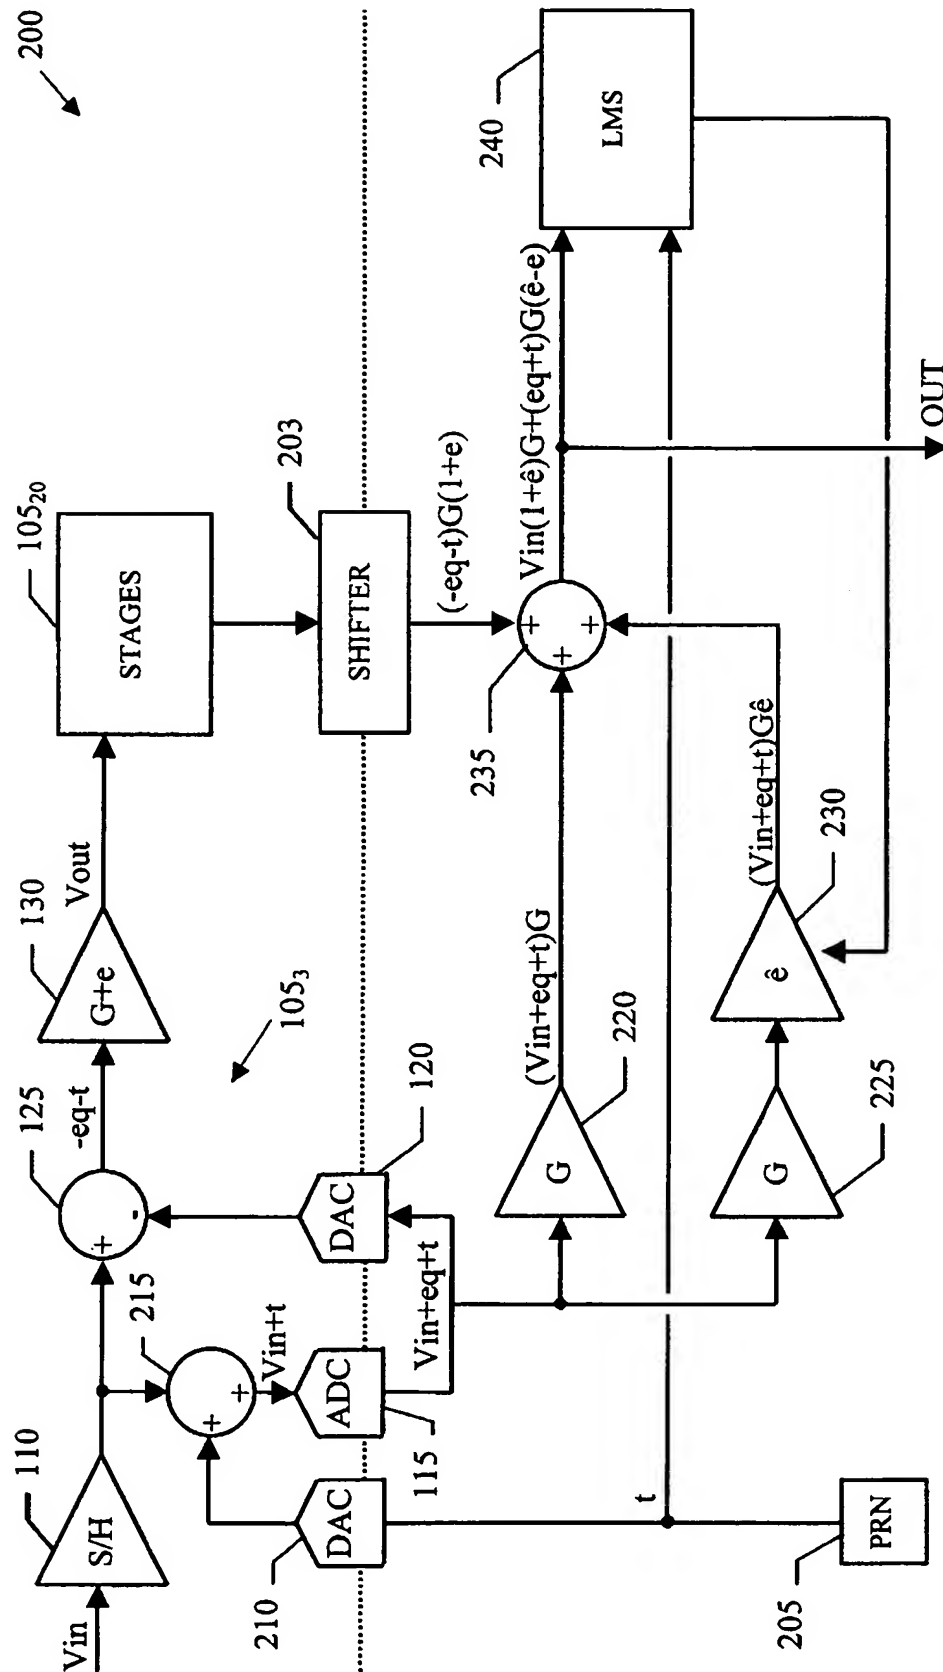 200
Vin
S/H
110
125
-eq-t
130
G+e
Vout
105₂₀
STAGES
105₃
215
Vin+t
DAC
120
203
SHIFTER
(-eq-t)G(1+e)
210
DAC
115
ADC
Vin+eq+t
t
205
PRN
G
220
(Vin+eq+t)G
235
Vin(1+ê)G+(eq+t)G(ê-e)
240
LMS
G
225
ê
230
(Vin+eq+t)Gê
OUT
+
-
+
+
+
+
+